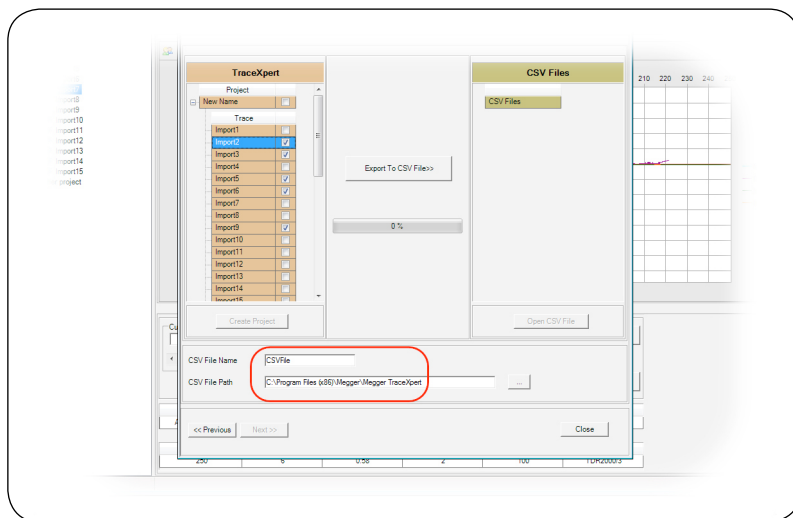 TraceXpert
CSV Files
Project
New Name
CSV Files
Trace
Import1
Import2
Import3
Import4
Import5
Import6
Import7
Import8
Import9
Import10
Import11
Import12
Import13
Import14
Import15
Export To CSV File>>
0 %
Create Project
Open CSV File
CSV File Name
CSVFile
CSV File Path
C:\Program Files (x86)\Megger\Megger TraceXpert
...
<< Previous
Next >>
Close
210 220 230 240
Import10
Import11
Import12
Import13
Import14
Import15
project
Cu
250 6 0.58 2 100 TDR2000/3